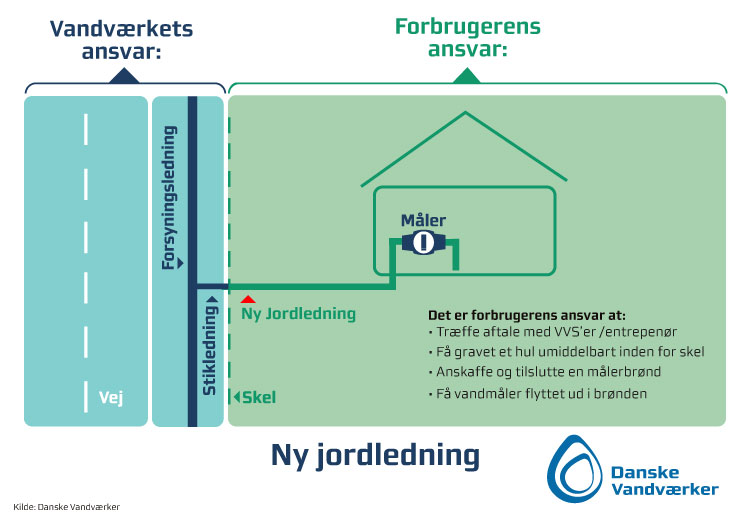 Vandværkets
ansvar:
Forbrugerens
ansvar:
Forsyningsledning
Måler
Ny Jordledning
Stikledning
Vej
Skel
Det er forbrugerens ansvar at:
• Træffe aftale med VVS'er /entrepenør
• Få gravet et hul umiddelbart inden for skel
• Anskaffe og tilslutte en målerbrønd
• Få vandmåler flyttet ud i brønden
Ny jordledning
Danske
Vandværker
Kilde: Danske Vandværker